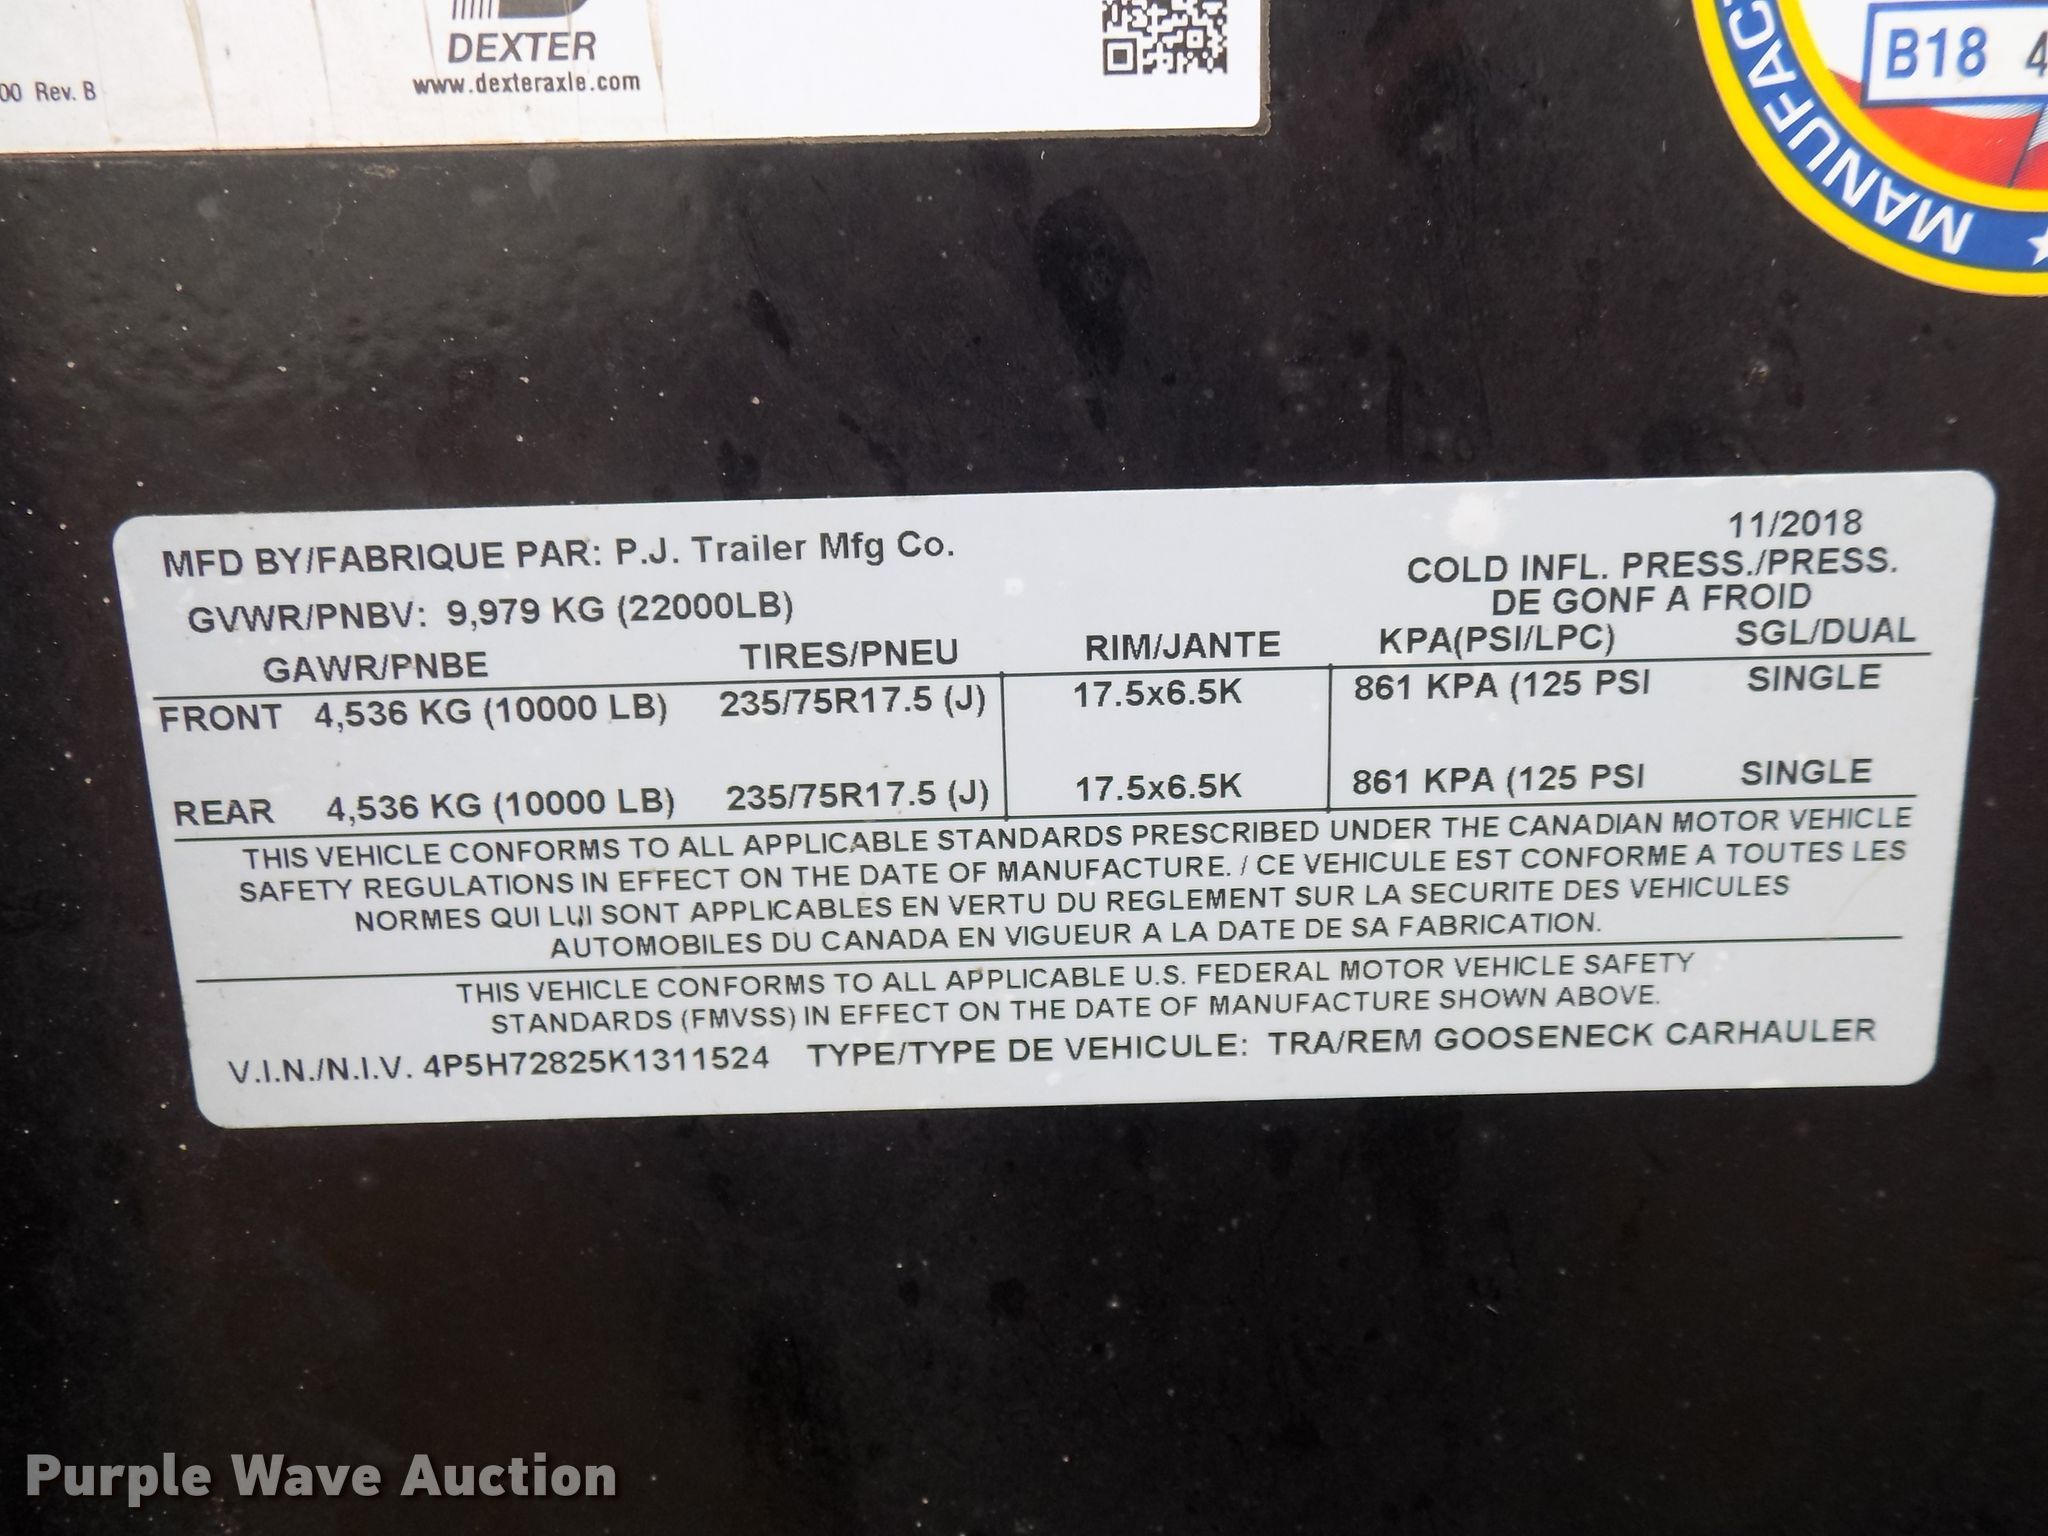 DEXTER
www.dexteraxle.com
00 Rev. B
B18 4
MANUFAC
MFD BY/FABRIQUE PAR: P.J. Trailer Mfg Co. 11/2018
COLD INFL. PRESS./PRESS.
GVWR/PNBV: 9,979 KG (22000LB) DE GONF A FROID
GAWR/PNBE TIRES/PNEU RIM/JANTE KPA(PSI/LPC) SGL/DUAL
FRONT 4,536 KG (10000 LB) 235/75R17.5 (J) 17.5x6.5K 861 KPA (125 PSI SINGLE
REAR 4,536 KG (10000 LB) 235/75R17.5 (J) 17.5x6.5K 861 KPA (125 PSI SINGLE
THIS VEHICLE CONFORMS TO ALL APPLICABLE STANDARDS PRESCRIBED UNDER THE CANADIAN MOTOR VEHICLE
SAFETY REGULATIONS IN EFFECT ON THE DATE OF MANUFACTURE. / CE VEHICULE EST CONFORME A TOUTES LES
NORMES QUI LUI SONT APPLICABLES EN VERTU DU REGLEMENT SUR LA SECURITE DES VEHICULES
AUTOMOBILES DU CANADA EN VIGUEUR A LA DATE DE SA FABRICATION.
THIS VEHICLE CONFORMS TO ALL APPLICABLE U.S. FEDERAL MOTOR VEHICLE SAFETY
STANDARDS (FMVSS) IN EFFECT ON THE DATE OF MANUFACTURE SHOWN ABOVE.
V.I.N./N.I.V. 4P5H72825K1311524 TYPE/TYPE DE VEHICULE: TRA/REM GOOSENECK CARHAULER
Purple Wave Auction